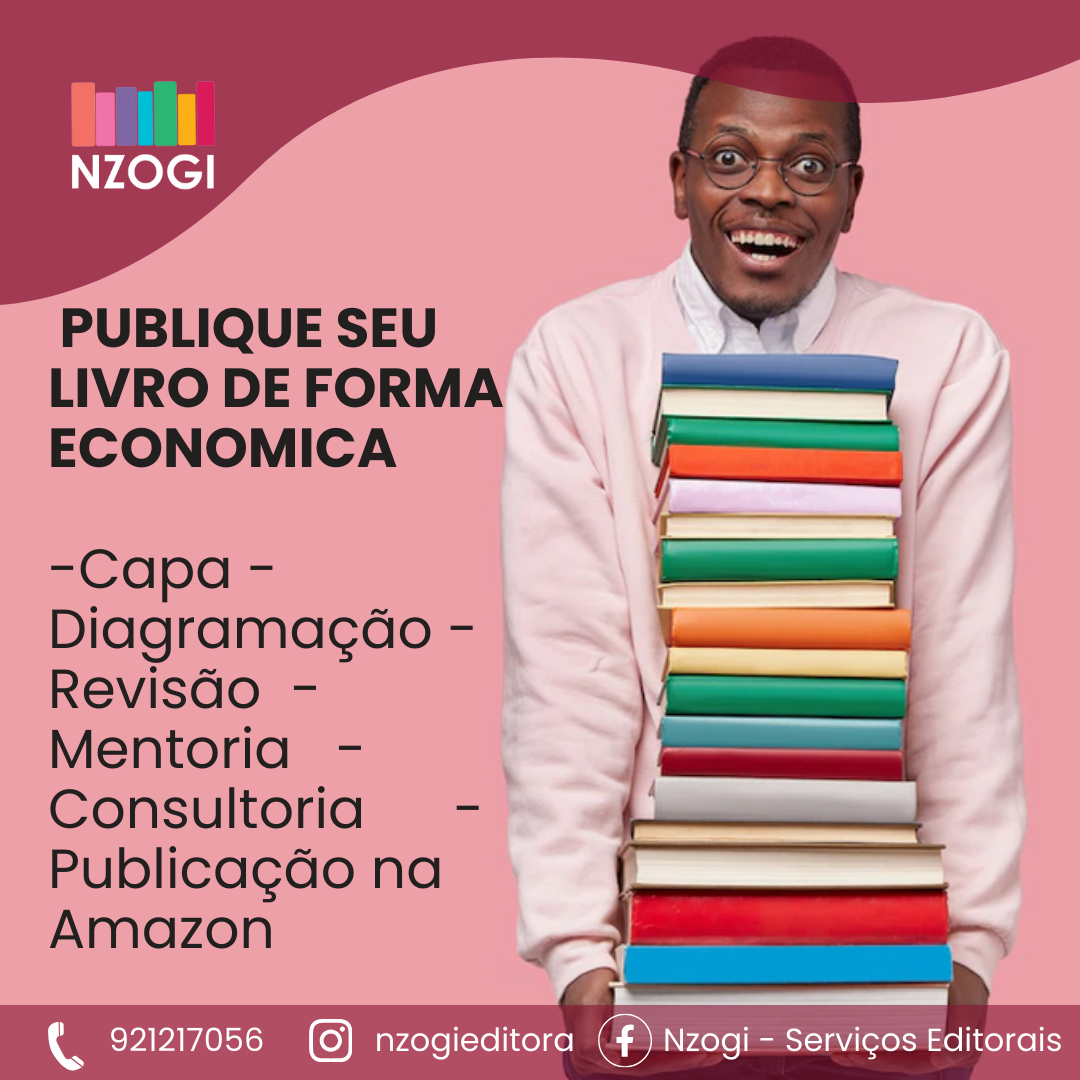 NZOGI
PUBLIQUE SEU
LIVRO DE FORMA
ECONOMICA
-Capa -
Diagramação -
Revisão -
Mentoria -
Consultoria -
Publicação na
Amazon
921217056
nzogieditora
Nzogi - Serviços Editorais